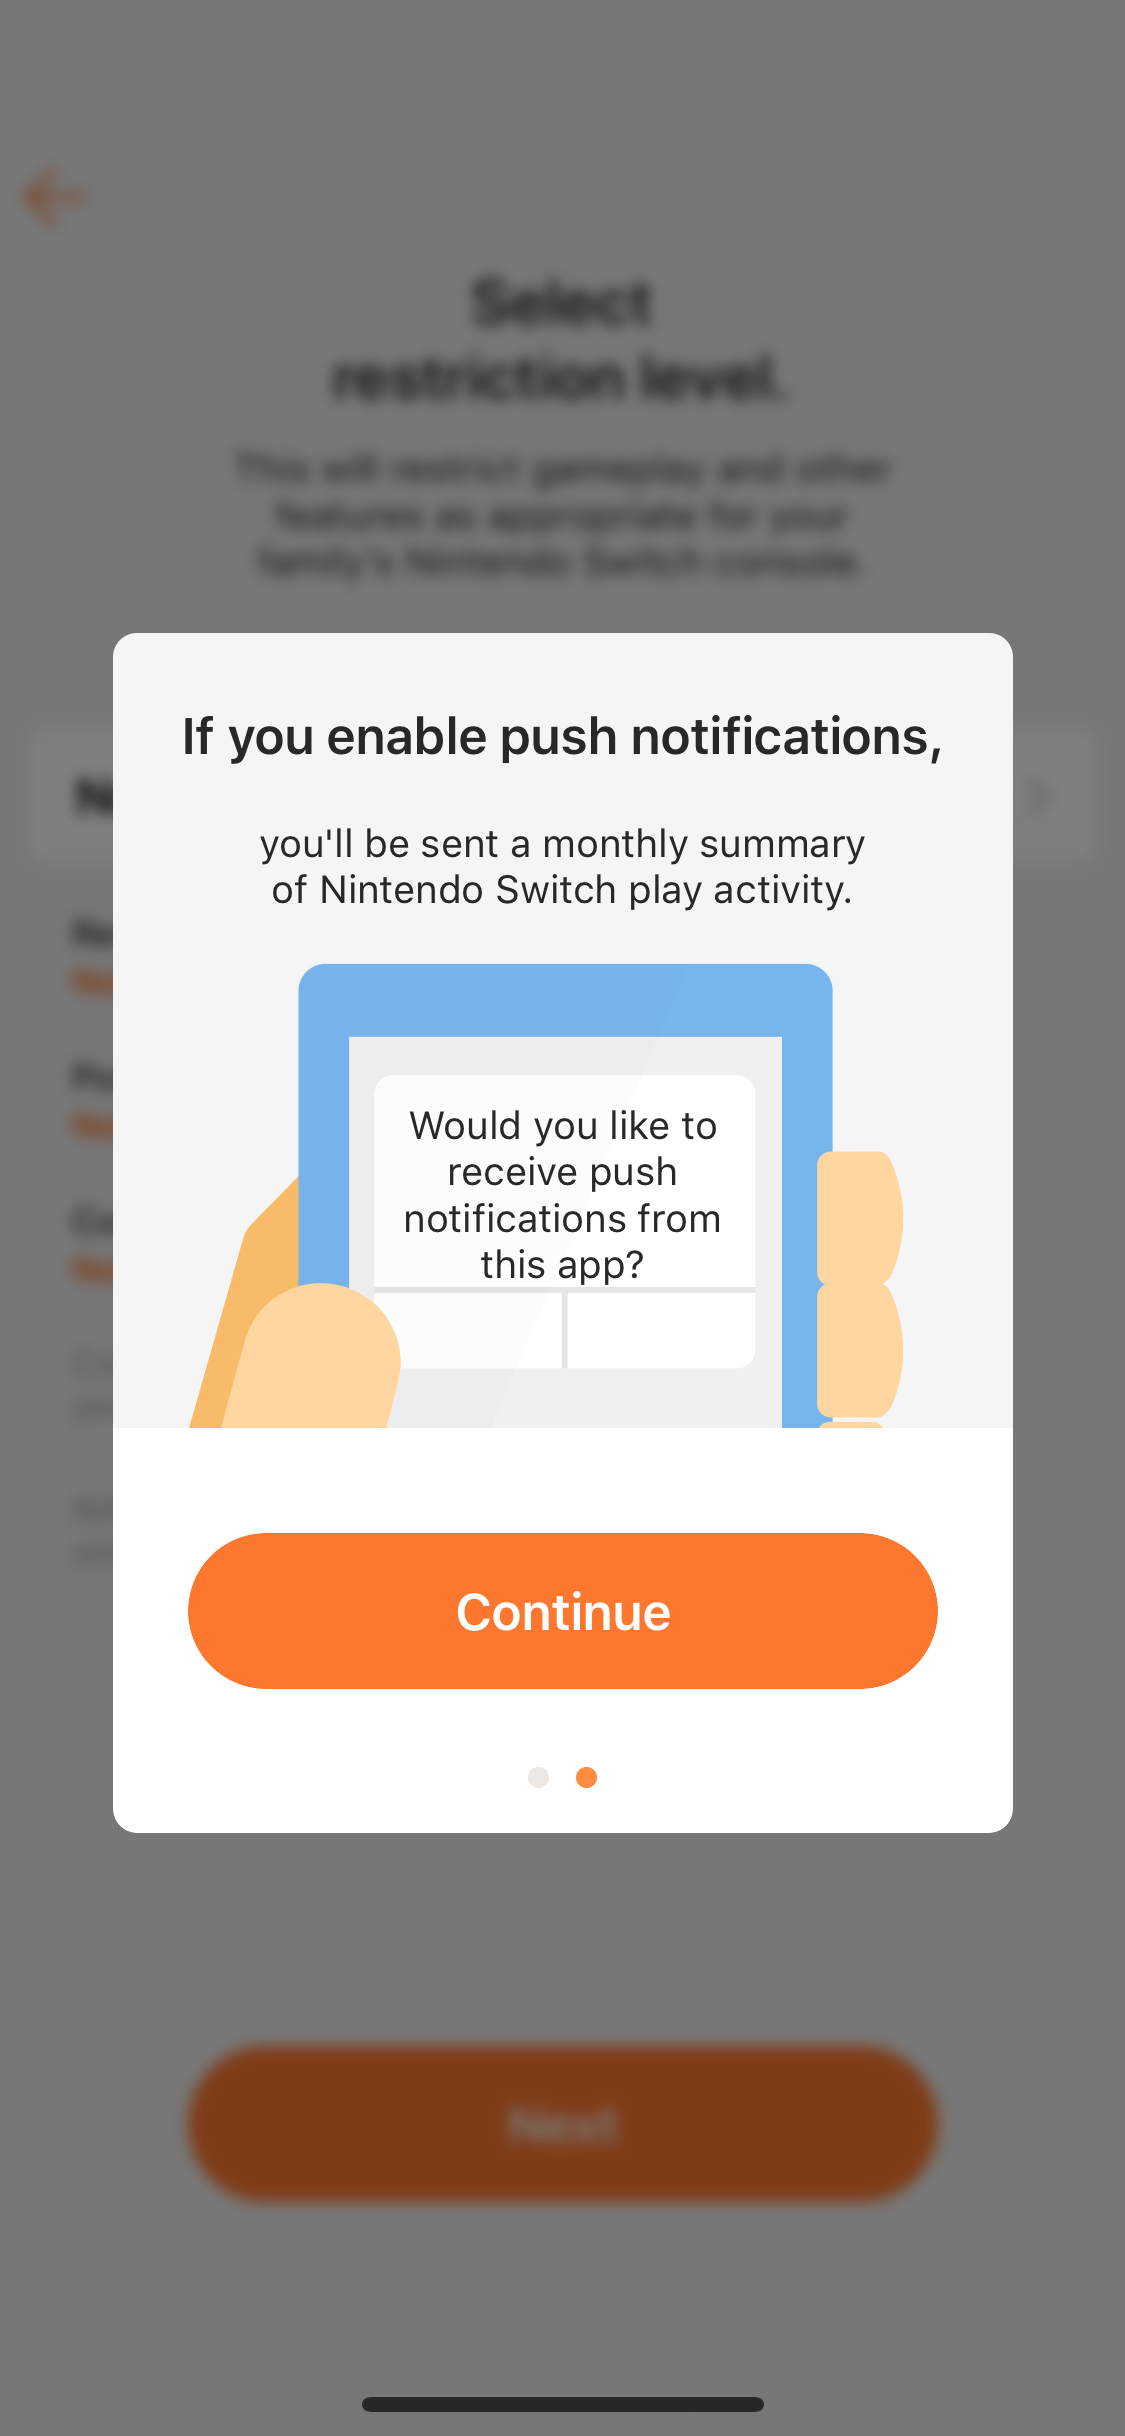 Select
restriction level.
This will restrict gameplay and other
features as appropriate for your
family's Nintendo Switch console.
If you enable push notifications,
you'll be sent a monthly summary
of Nintendo Switch play activity.
Would you like to
receive push
notifications from
this app?
Continue
Next